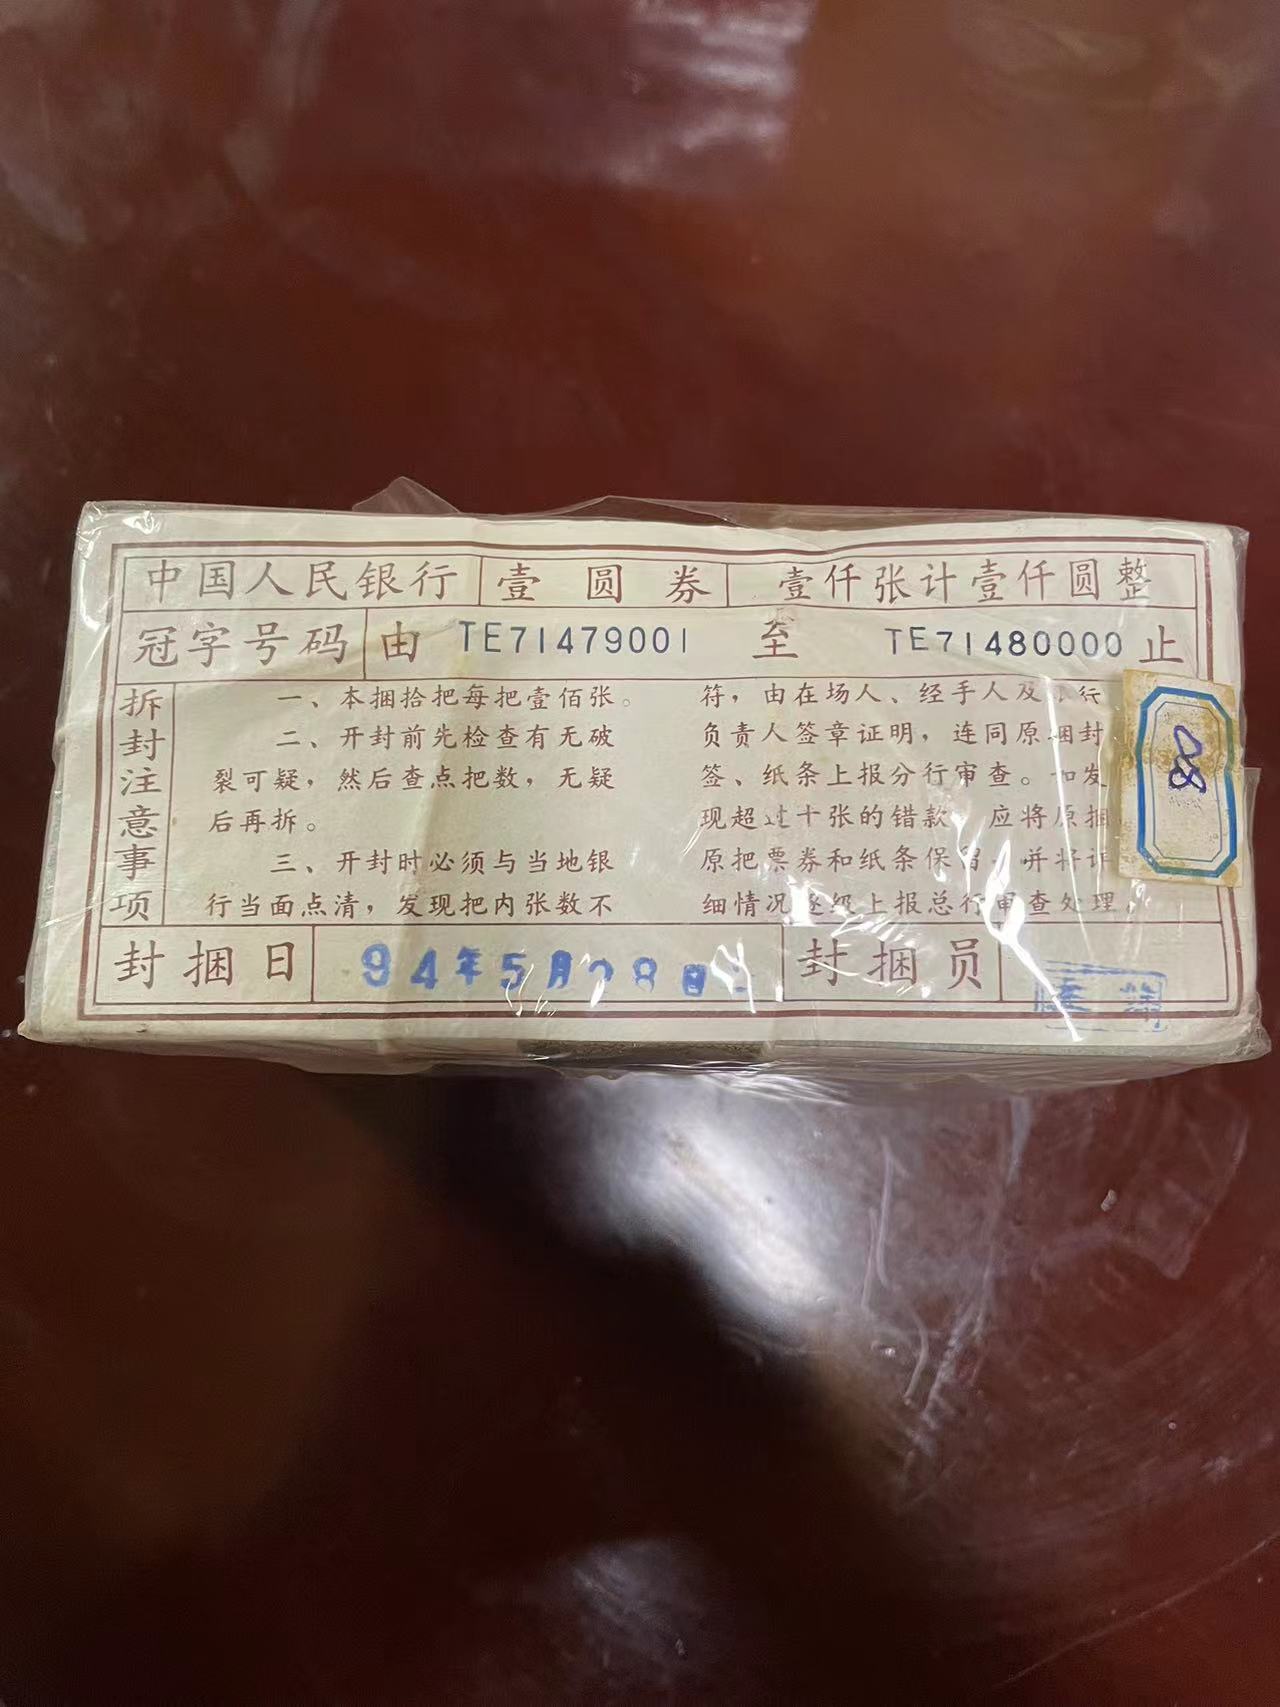 中国人民银行 壹圆券 壹仟张计壹仟圆整
冠字号码 由 TE71479001 至 TE71480000 止
拆封注意事项
一、本捆拾把每把壹佰张。
二、开封前先检查有无破
裂可疑，然后查点把数，无疑
后再拆。
三、开封时必须与当地银
行当面点清，发现把内张数不
符，由在场人、经手人及银行
负责人签章证明，连同原捆封
签、纸条上报分行审查。如发
现超过十张的错款 应将原捆
原把票券和纸条保留，并将详
细情况逐级上报总行审查处理。
封捆日 94年5月 封捆员